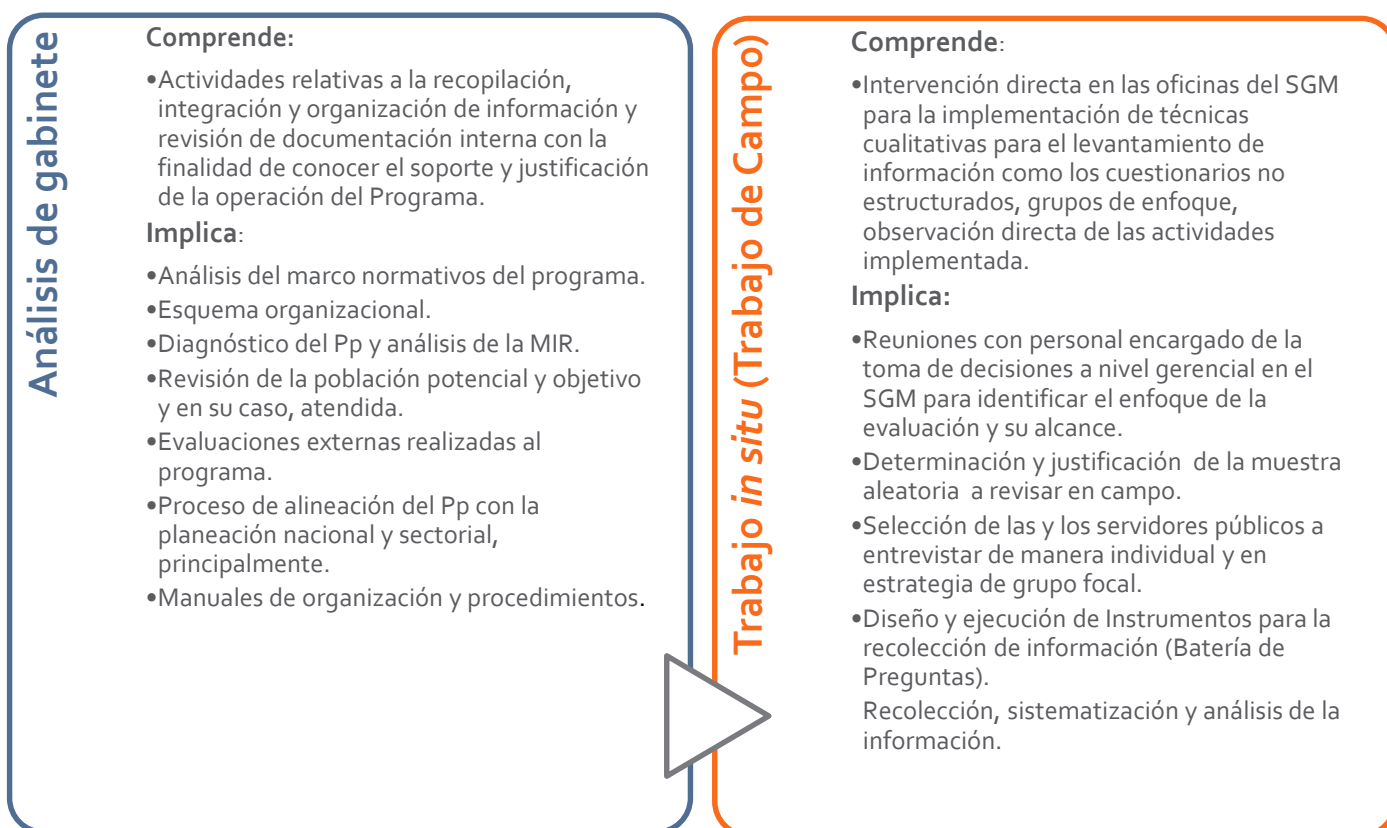 Análisis de gabinete
Comprende:
•Actividades relativas a la recopilación,
integración y organización de información y
revisión de documentación interna con la
finalidad de conocer el soporte y justificación
de la operación del Programa.
Implica:
•Análisis del marco normativos del programa.
•Esquema organizacional.
•Diagnóstico del Pp y análisis de la MIR.
•Revisión de la población potencial y objetivo
y en su caso, atendida.
•Evaluaciones externas realizadas al
programa.
•Proceso de alineación del Pp con la
planeación nacional y sectorial,
principalmente.
•Manuales de organización y procedimientos.
Trabajo in situ (Trabajo de Campo)
Comprende:
•Intervención directa en las oficinas del SGM
para la implementación de técnicas
cualitativas para el levantamiento de
información como los cuestionarios no
estructurados, grupos de enfoque,
observación directa de las actividades
implementada.
Implica:
•Reuniones con personal encargado de la
toma de decisiones a nivel gerencial en el
SGM para identificar el enfoque de la
evaluación y su alcance.
•Determinación y justificación de la muestra
aleatoria a revisar en campo.
•Selección de las y los servidores públicos a
entrevistar de manera individual y en
estrategia de grupo focal.
•Diseño y ejecución de Instrumentos para la
recolección de información (Batería de
Preguntas).
Recolección, sistematización y análisis de la
información.